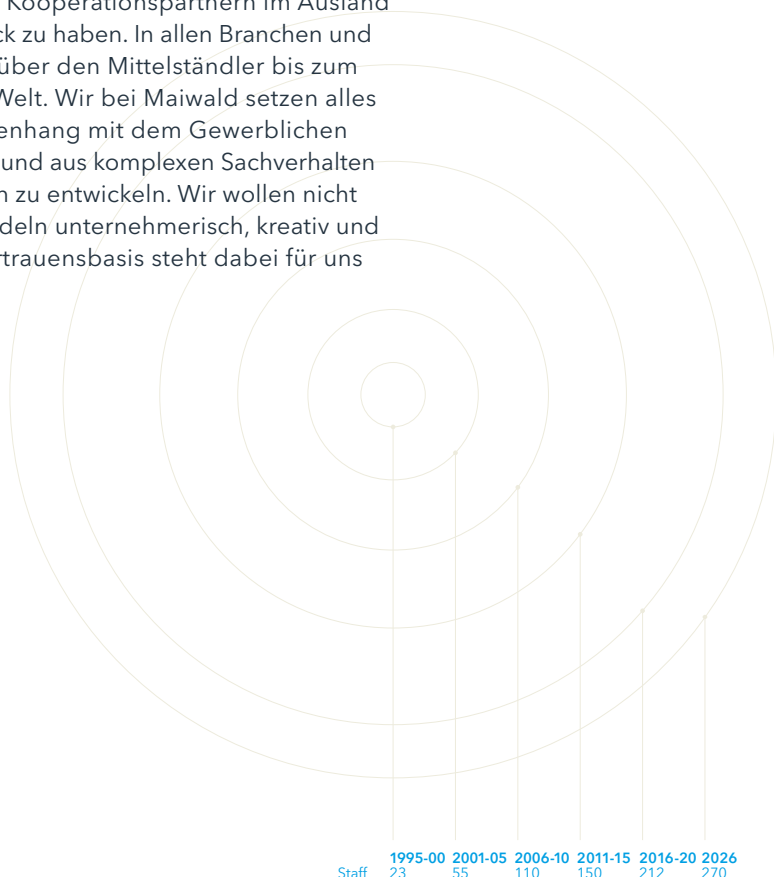 Kooperationspartnern im Ausland
ck zu haben. In allen Branchen und
über den Mittelständler bis zum
Welt. Wir bei Maiwald setzen alles
enhang mit dem Gewerblichen
und aus komplexen Sachverhalten
n zu entwickeln. Wir wollen nicht
deln unternehmerisch, kreativ und
rtrauensbasis steht dabei für uns
1995-00 2001-05 2006-10 2011-15 2016-20 2026
Staff 23 55 110 150 212 270